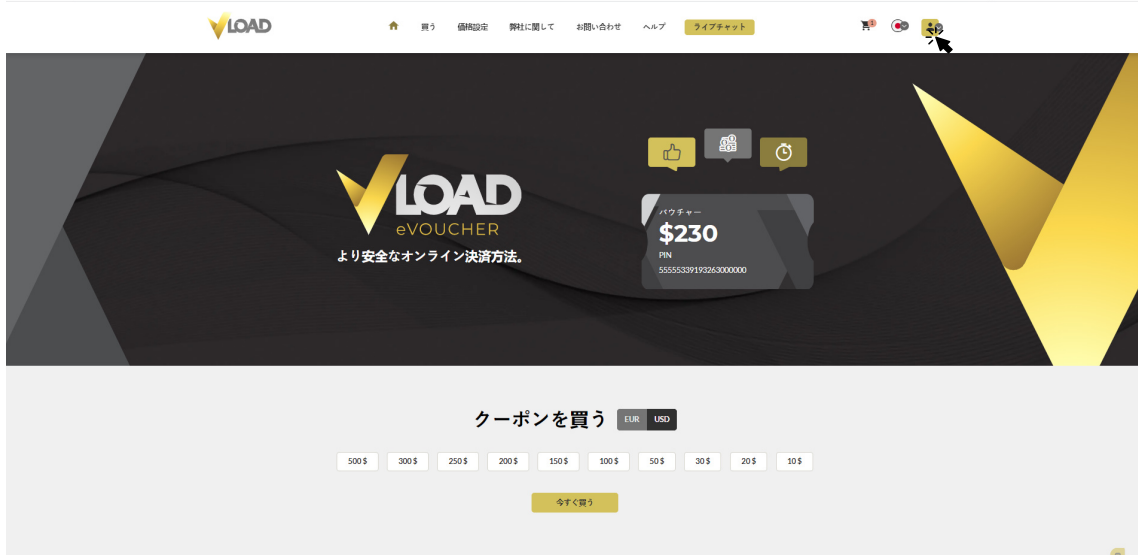 VLOAD
買う 価格設定 弊社に関して お問い合わせ ヘルプ ライブチャット 1
VLOAD
eVOUCHER
より安全なオンライン決済方法。
バウチャー
$230
PIN
55555339193263000000
クーポンを買う EUR USD
500 $ 300 $ 250 $ 200 $ 150 $ 100 $ 50 $ 30 $ 20 $ 10 $
今すぐ買う